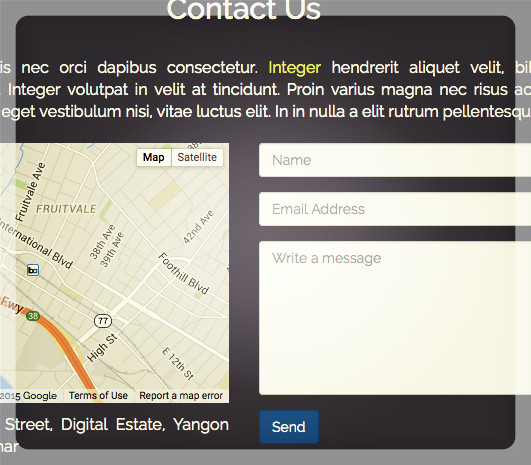 Contact Us
is nec orci dapibus consectetur. Integer hendrerit aliquet velit,
Integer volutpat in velit at tincidunt. Proin varius magna nec risus ac
eget vestibulum nisi, vitae luctus elit. In in nulla a elit rutrum pellentesqu
Map Satellite
Fruitvale Ave
FRUITVALE
38th Ave
39th Ave
42nd Ave
International Blvd
Foothill Blvd
Fwy
38
77
High St
E 12th St
2015 Google Terms of Use Report a map error
Street, Digital Estate, Yangon
nar
Name
Email Address
Write a message
Send